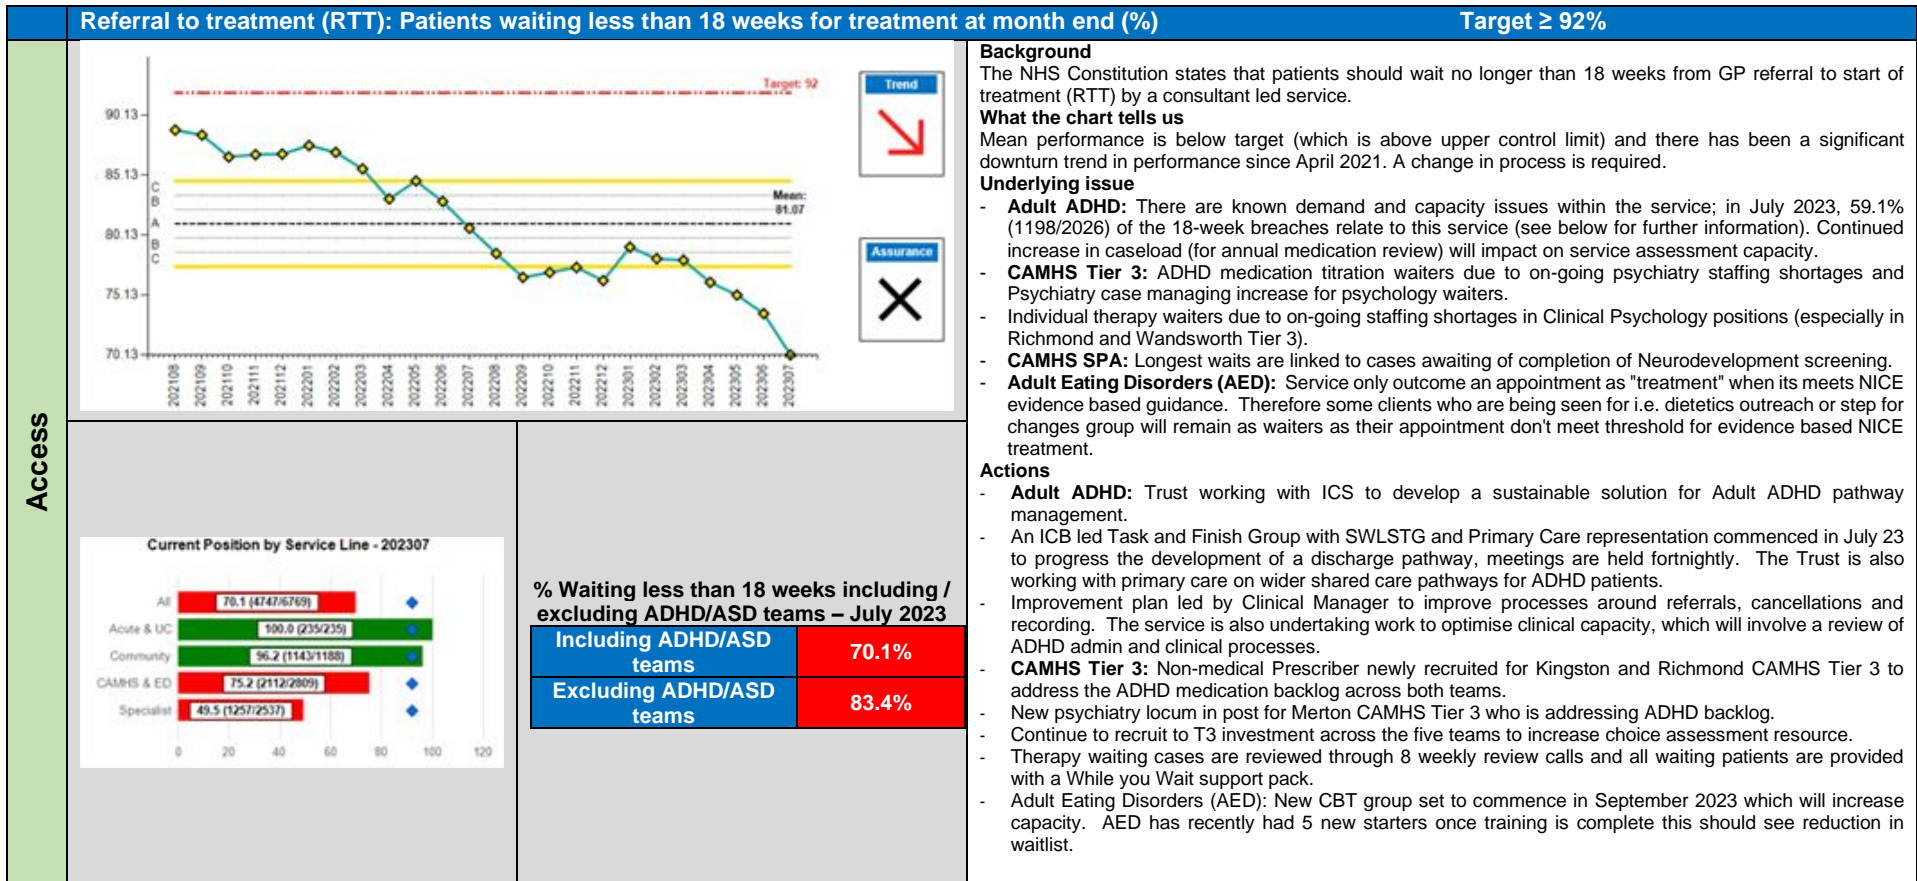 Referral to treatment (RTT): Patients waiting less than 18 weeks for treatment at month end (%) Target ≥ 92%
Access
Target: 92
90.13
85.13
80.13
75.13
70.13
C
B
A
B
C
Mean:
81.07
202108 202109 202110 202111 202112 202201 202202 202203 202204 202205 202206 202207 202208 202209 202210 202211 202212 202301 202302 202303 202304 202305 202306 202307
Trend
Assurance
Current Position by Service Line - 202307
All 70.1 (4747/6769)
Acute & UC 100.0 (235/235)
Community 96.2 (1143/1188)
CAMHS & ED 75.2 (2112/2809)
Specialist 49.5 (1257/2537)
0 20 40 60 80 100 120
% Waiting less than 18 weeks including /
excluding ADHD/ASD teams – July 2023
Including ADHD/ASD
teams
70.1%
Excluding ADHD/ASD
teams
83.4%
Background
The NHS Constitution states that patients should wait no longer than 18 weeks from GP referral to start of
treatment (RTT) by a consultant led service.
What the chart tells us
Mean performance is below target (which is above upper control limit) and there has been a significant
downturn trend in performance since April 2021. A change in process is required.
Underlying issue
- Adult ADHD: There are known demand and capacity issues within the service; in July 2023, 59.1%
(1198/2026) of the 18-week breaches relate to this service (see below for further information). Continued
increase in caseload (for annual medication review) will impact on service assessment capacity.
- CAMHS Tier 3: ADHD medication titration waiters due to on-going psychiatry staffing shortages and
Psychiatry case managing increase for psychology waiters.
- Individual therapy waiters due to on-going staffing shortages in Clinical Psychology positions (especially in
Richmond and Wandsworth Tier 3).
- CAMHS SPA: Longest waits are linked to cases awaiting of completion of Neurodevelopment screening.
- Adult Eating Disorders (AED): Service only outcome an appointment as "treatment" when its meets NICE
evidence based guidance. Therefore some clients who are being seen for i.e. dietetics outreach or step for
changes group will remain as waiters as their appointment don't meet threshold for evidence based NICE
treatment.
Actions
- Adult ADHD: Trust working with ICS to develop a sustainable solution for Adult ADHD pathway
management.
- An ICB led Task and Finish Group with SWLSTG and Primary Care representation commenced in July 23
to progress the development of a discharge pathway, meetings are held fortnightly. The Trust is also
working with primary care on wider shared care pathways for ADHD patients.
- Improvement plan led by Clinical Manager to improve processes around referrals, cancellations and
recording. The service is also undertaking work to optimise clinical capacity, which will involve a review of
ADHD admin and clinical processes.
- CAMHS Tier 3: Non-medical Prescriber newly recruited for Kingston and Richmond CAMHS Tier 3 to
address the ADHD medication backlog across both teams.
- New psychiatry locum in post for Merton CAMHS Tier 3 who is addressing ADHD backlog.
- Continue to recruit to T3 investment across the five teams to increase choice assessment resource.
- Therapy waiting cases are reviewed through 8 weekly review calls and all waiting patients are provided
with a While you Wait support pack.
- Adult Eating Disorders (AED): New CBT group set to commence in September 2023 which will increase
capacity. AED has recently had 5 new starters once training is complete this should see reduction in
waitlist.